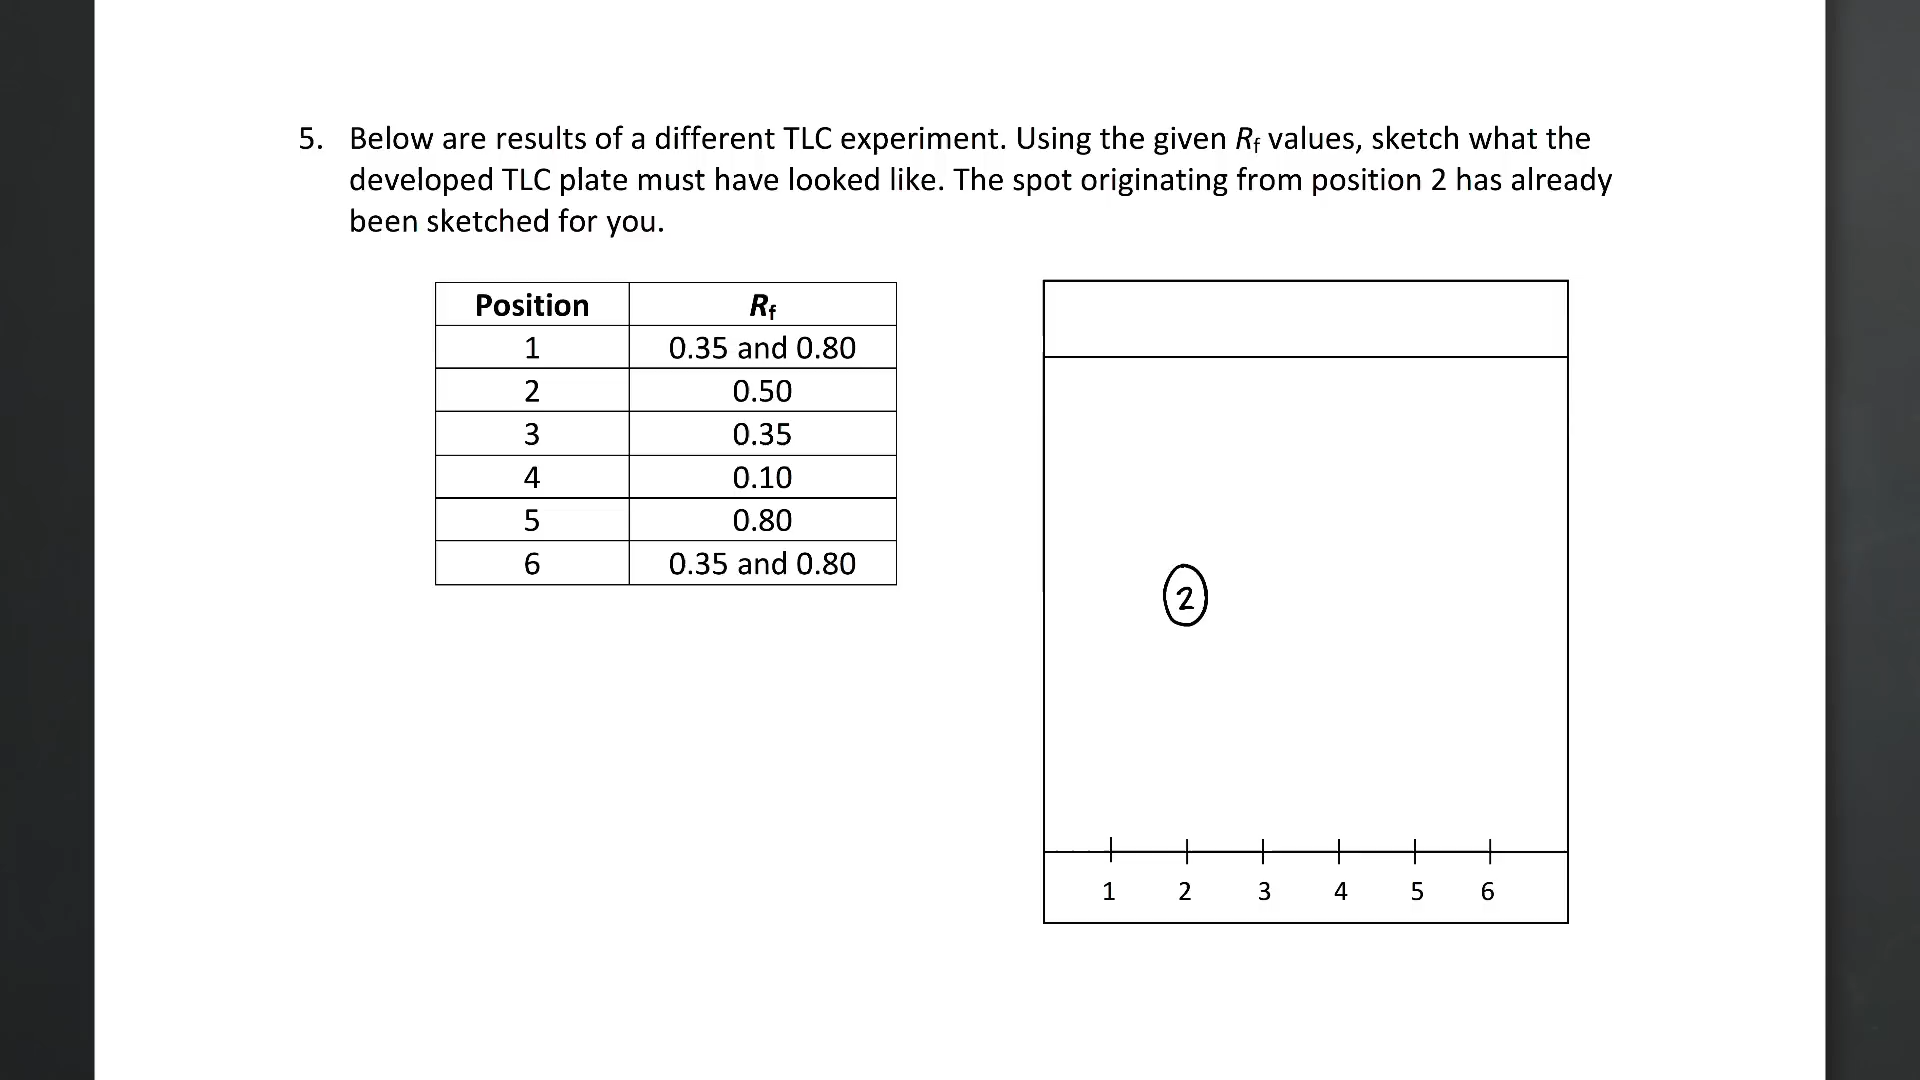 5. Below are results of a different TLC experiment. Using the given Rf values, sketch what the
developed TLC plate must have looked like. The spot originating from position 2 has already
been sketched for you.
Position Rf
1 0.35 and 0.80
2 0.50
3 0.35
4 0.10
5 0.80
6 0.35 and 0.80
2
1 2 3 4 5 6